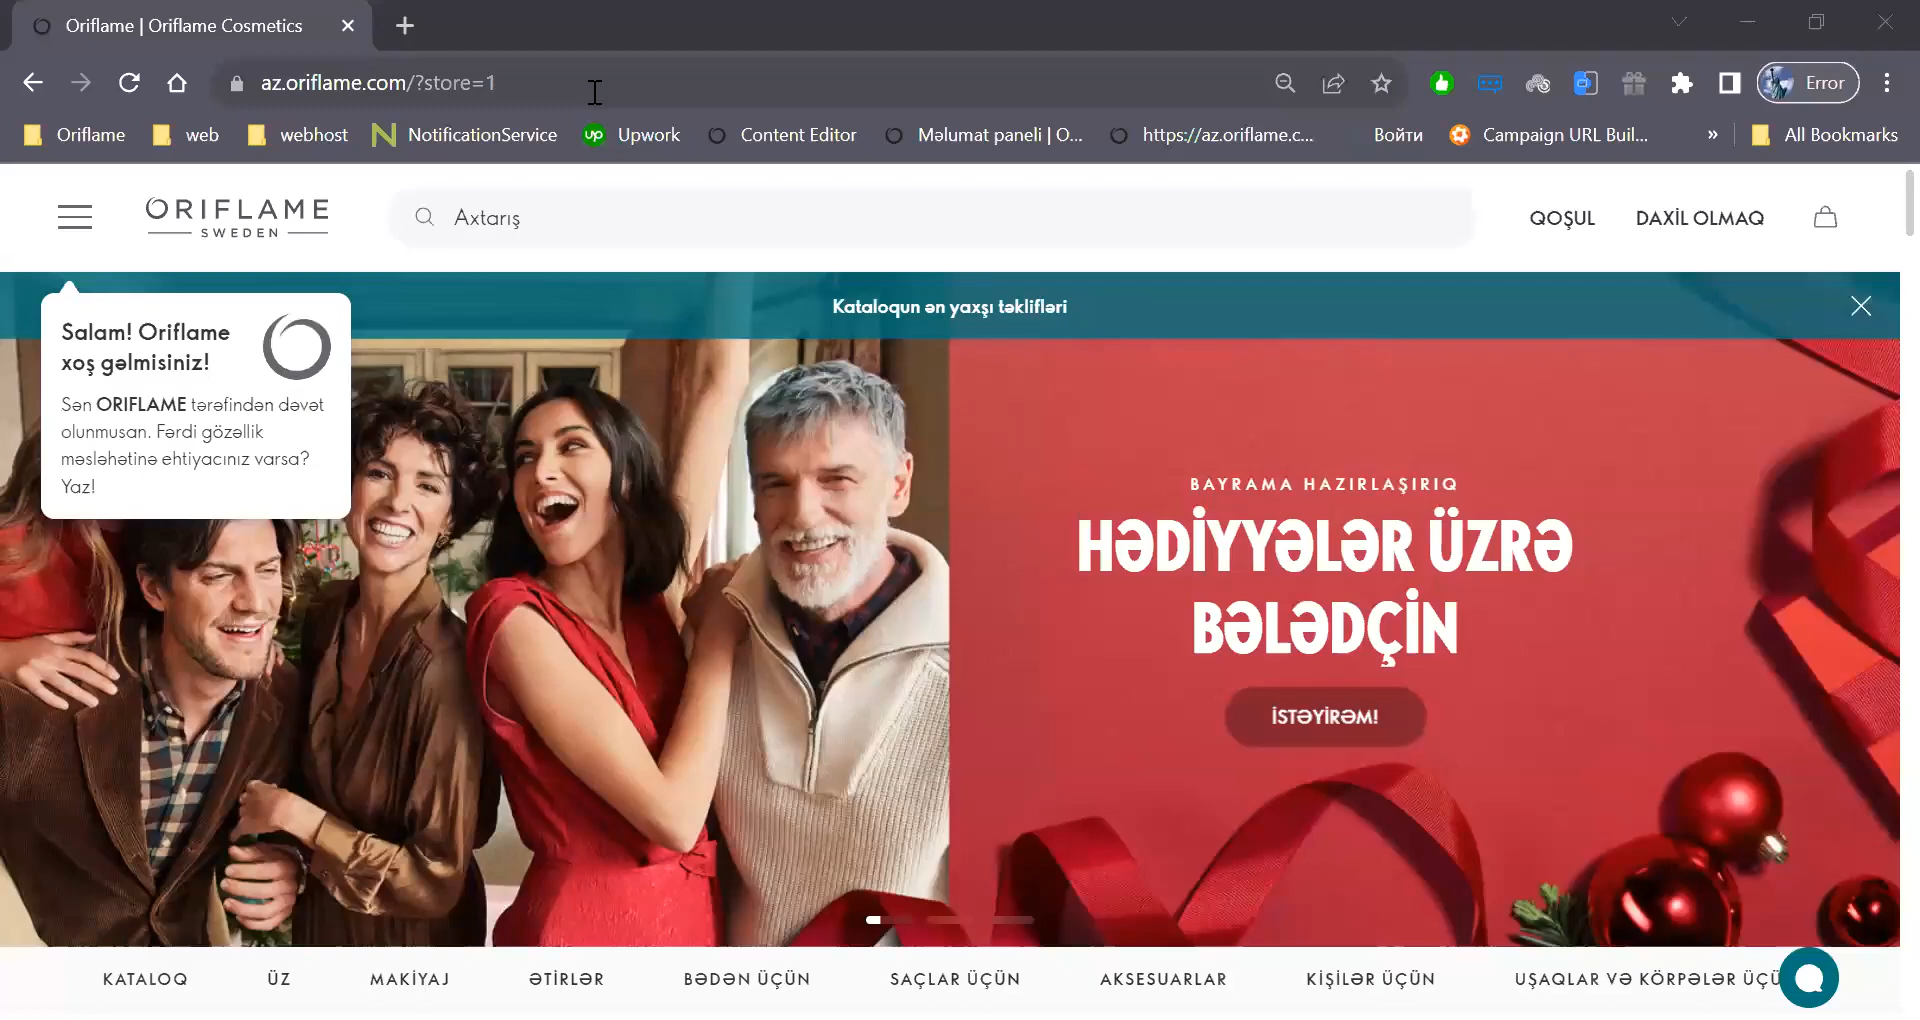 Oriflame | Oriflame Cosmetics
az.oriflame.com/?store=1
Error
Oriflame
web
webhost
NotificationService
up
Upwork
Content Editor
Məlumat paneli | O...
https://az.oriflame.c...
Войти
Campaign URL Buil...
»
All Bookmarks
ORIFLAME
SWEDEN
Axtarış
QOŞUL
DAXİL OLMAQ
Kataloqun ən yaxşı təklifləri
Salam! Oriflame
xoş gəlmisiniz!
Sən ORIFLAME tərəfindən dəvət
olunmusan. Fərdi gözəllik
məsləhətinə ehtiyacınız varsa?
Yaz!
BAYRAMA HAZIRLAŞIRIQ
HƏDİYYƏLƏR ÜZRƏ
BƏLƏDÇİN
İSTƏYİRƏM!
KATALOQ
ÜZ
MAKİYAJ
ƏTİRLƏR
BƏDƏN ÜÇÜN
SAÇLAR ÜÇÜN
AKSESUARLAR
KİŞİLƏR ÜÇÜN
UŞAQLAR VƏ KÖRPƏLƏR ÜÇÜ